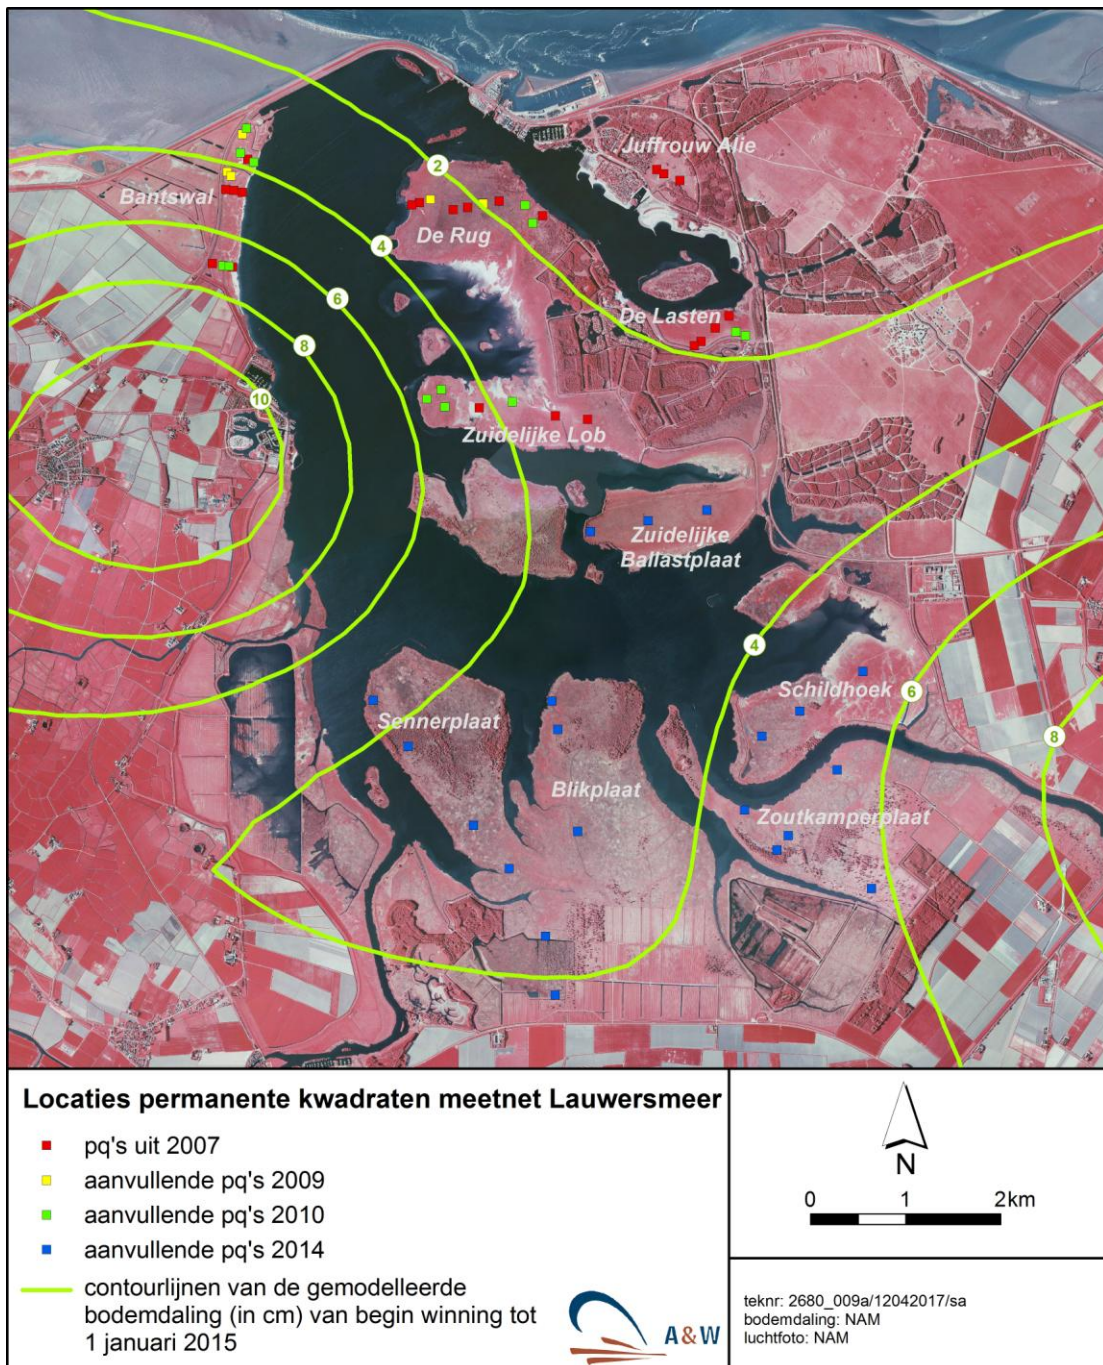 Juffrouw Alie
2
Bantswal
De Rug
4
6
De Lasten
8
10
Zuidelijke Lob
Zuidelijke
Ballastplaat
4
Schildhoek
6
Sennerplaat
8
Blikplaat
Zoutkamperplaat
Locaties permanente kwadraten meetnet Lauwersmeer
pq's uit 2007
aanvullende pq's 2009
aanvullende pq's 2010
aanvullende pq's 2014
contourlijnen van de gemodelleerde
bodemdaling (in cm) van begin winning tot
1 januari 2015
A&W
N
0 1 2km
teknr: 2680_009a/12042017/sa
bodemdaling: NAM
luchtfoto: NAM